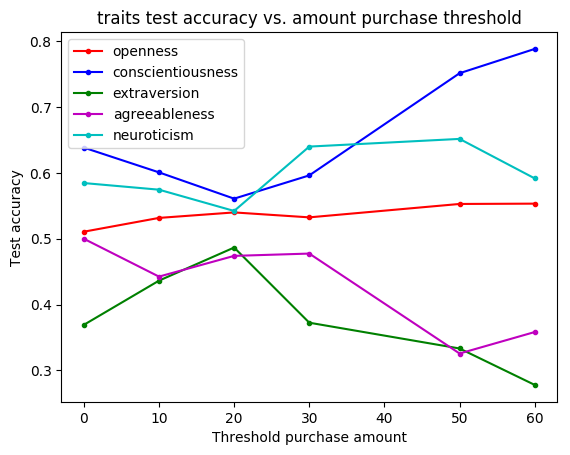 traits test accuracy vs. amount purchase threshold
openness
conscientiousness
extraversion
agreeableness
neuroticism
0.8
0.7
0.6
0.5
0.4
0.3
Test accuracy
0 10 20 30 40 50 60
Threshold purchase amount